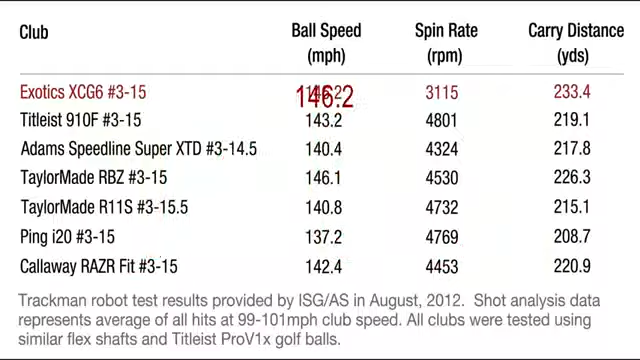 Club Ball Speed (mph) Spin Rate (rpm) Carry Distance (yds)
Exotics XCG6 #3-15 146.2 3115 233.4
Titleist 910F #3-15 143.2 4801 219.1
Adams Speedline Super XTD #3-14.5 140.4 4324 217.8
TaylorMade RBZ #3-15 146.1 4530 226.3
TaylorMade R11S #3-15.5 140.8 4732 215.1
Ping i20 #3-15 137.2 4769 208.7
Callaway RAZR Fit #3-15 142.4 4453 220.9
Trackman robot test results provided by ISG/AS in August, 2012. Shot analysis data
represents average of all hits at 99-101mph club speed. All clubs were tested using
similar flex shafts and Titleist ProV1x golf balls.